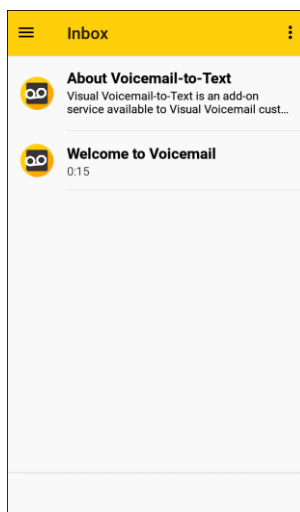 Inbox
About Voicemail-to-Text
Visual Voicemail-to-Text is an add-on
service available to Visual Voicemail cust...
Welcome to Voicemail
0:15